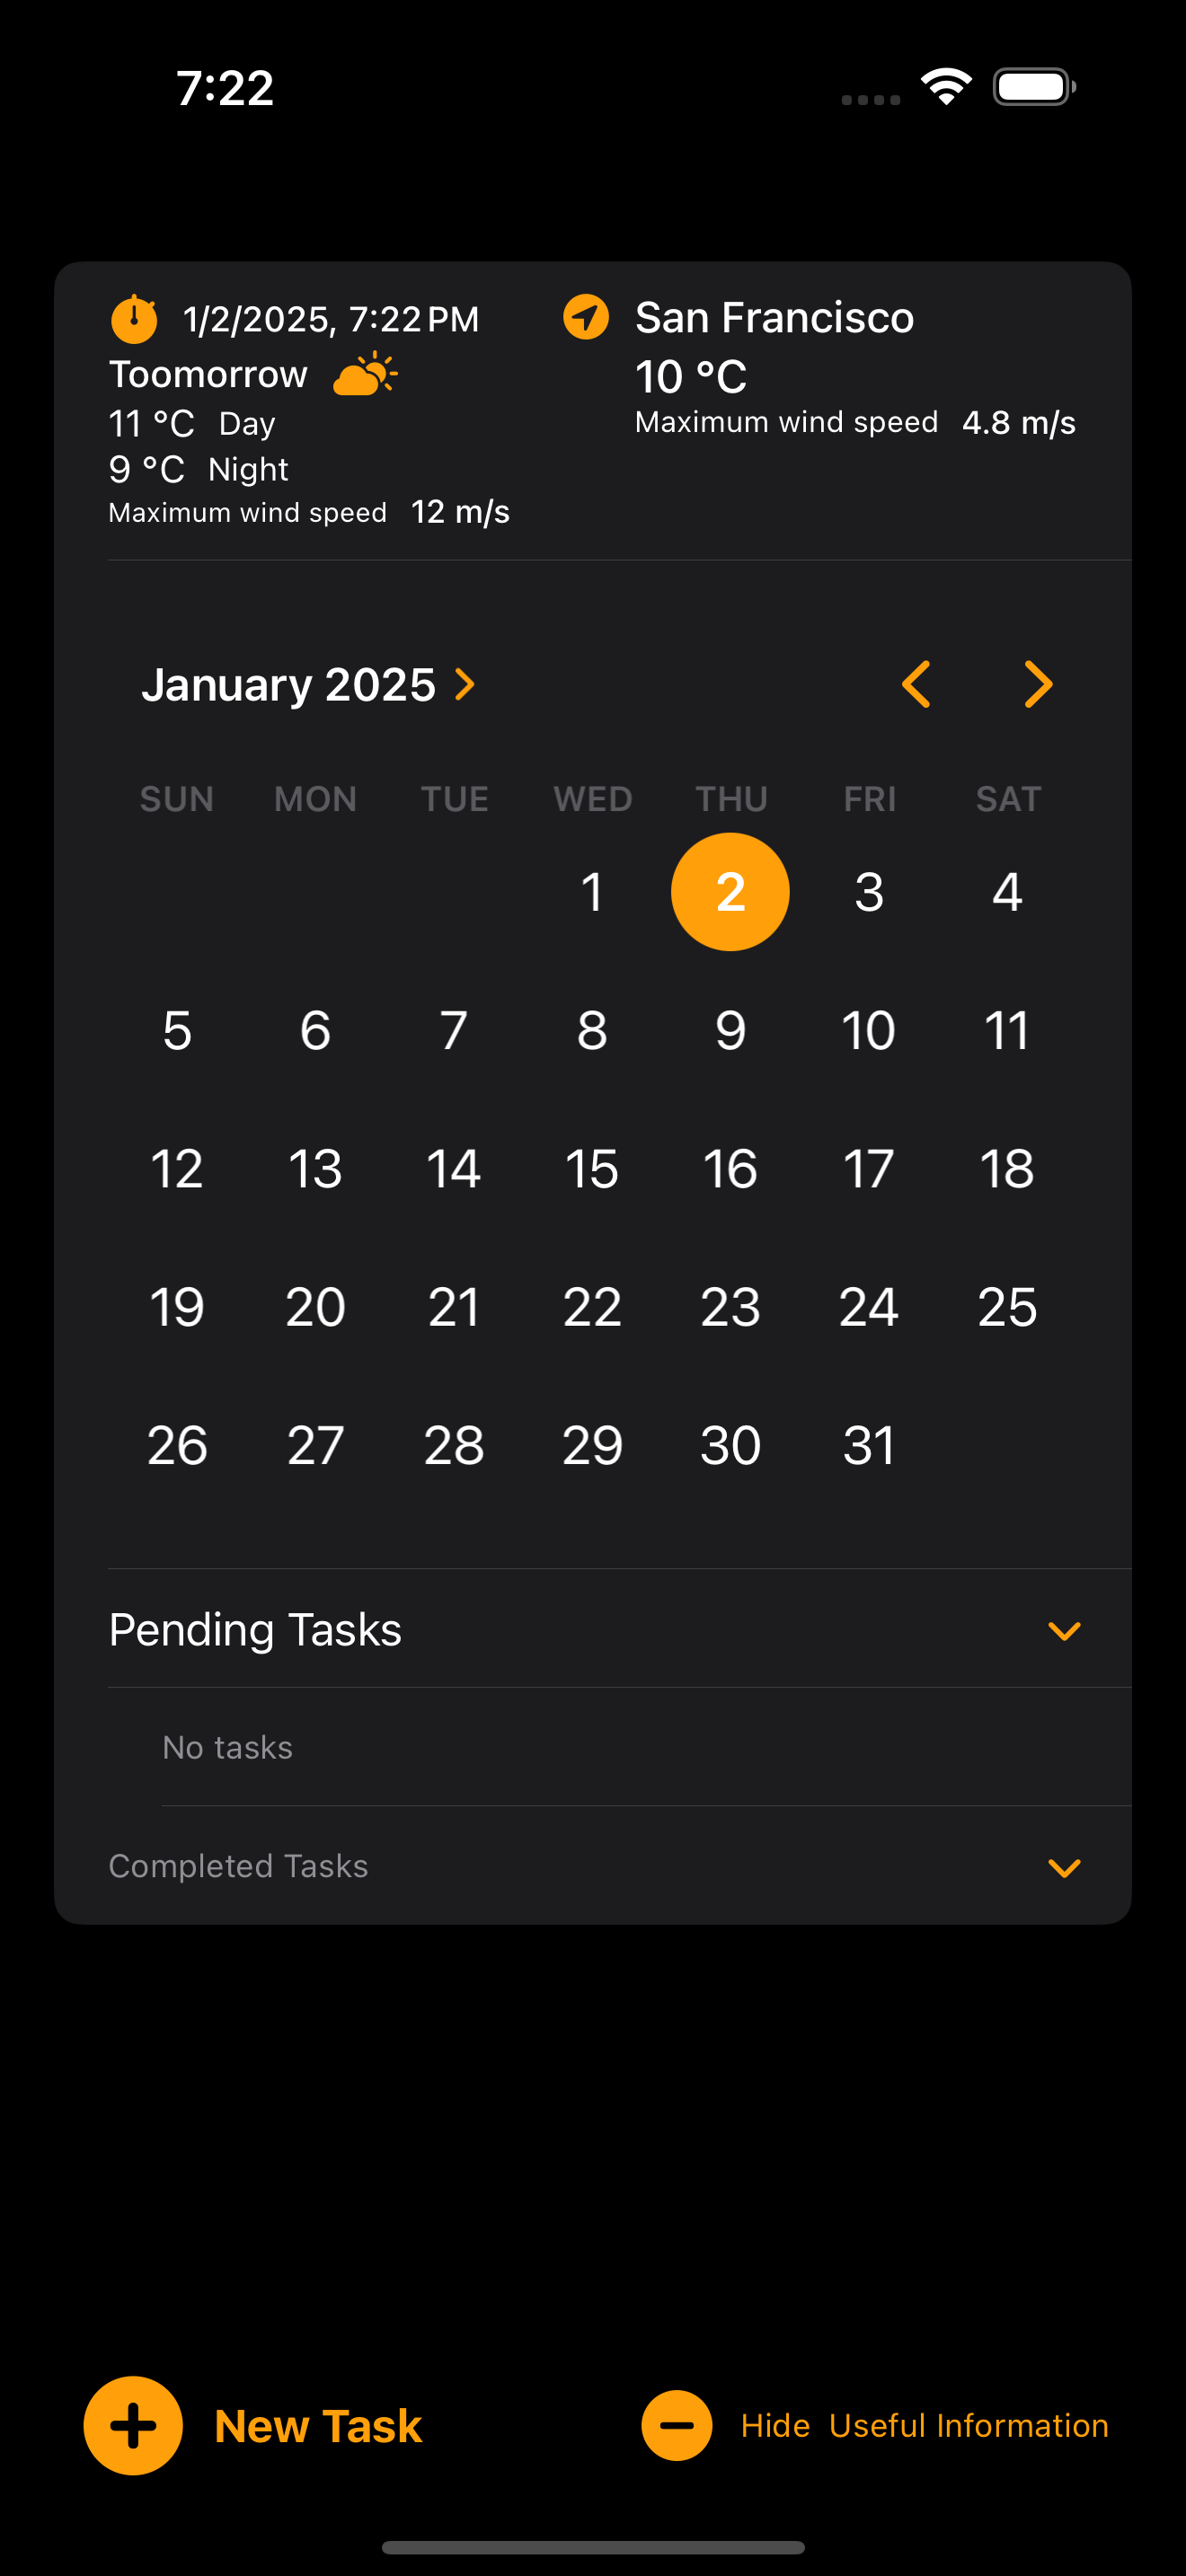 7:22
1/2/2025, 7:22 PM
Toomorrow
11 °C Day
9 °C Night
Maximum wind speed 12 m/s
San Francisco
10 °C
Maximum wind speed 4.8 m/s
January 2025
SUN MON TUE WED THU FRI SAT
1 2 3 4
5 6 7 8 9 10 11
12 13 14 15 16 17 18
19 20 21 22 23 24 25
26 27 28 29 30 31
Pending Tasks
No tasks
Completed Tasks
New Task
Hide Useful Information